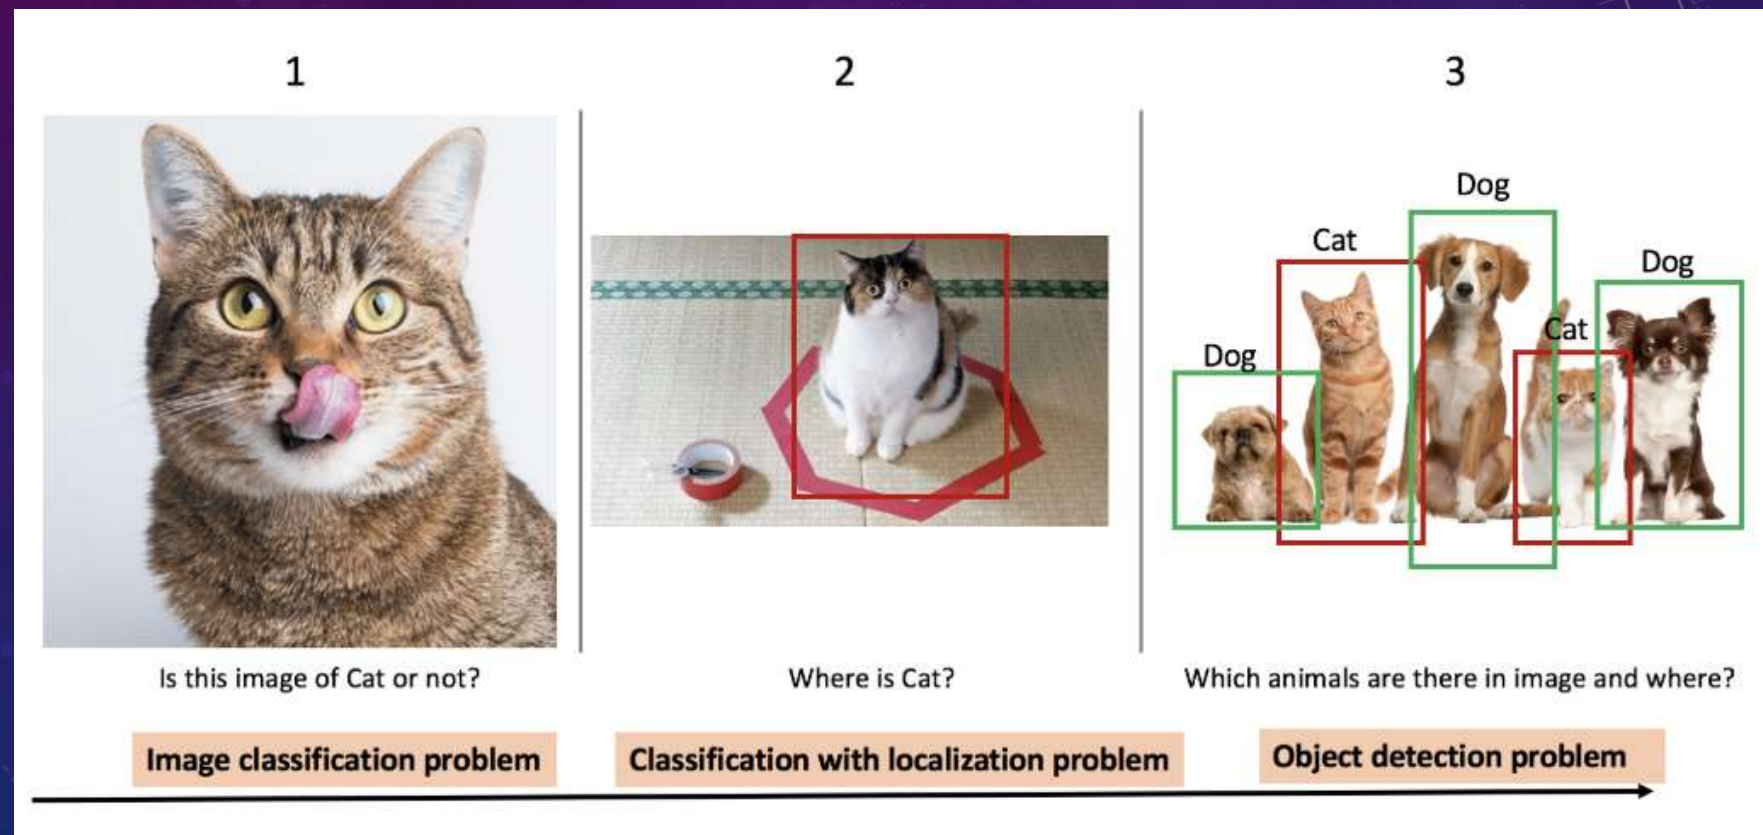 1
2
3
Dog
Cat
Dog
Cat
Dog
Is this image of Cat or not?
Where is Cat?
Which animals are there in image and where?
Image classification problem
Classification with localization problem
Object detection problem